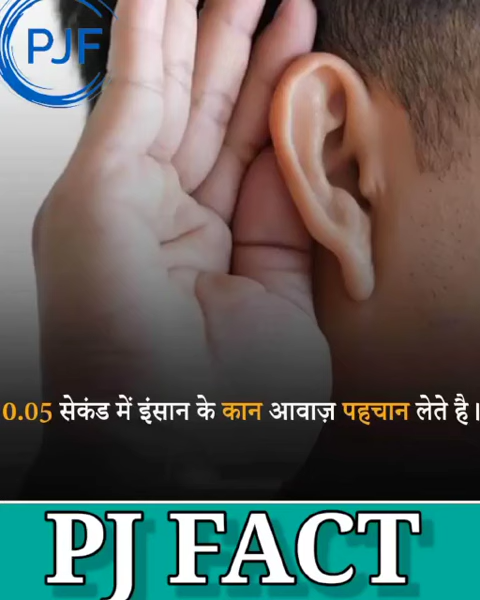 PJF
0.05 सेकंड में इंसान के कान आवाज़ पहचान लेते है।
PJ FACT